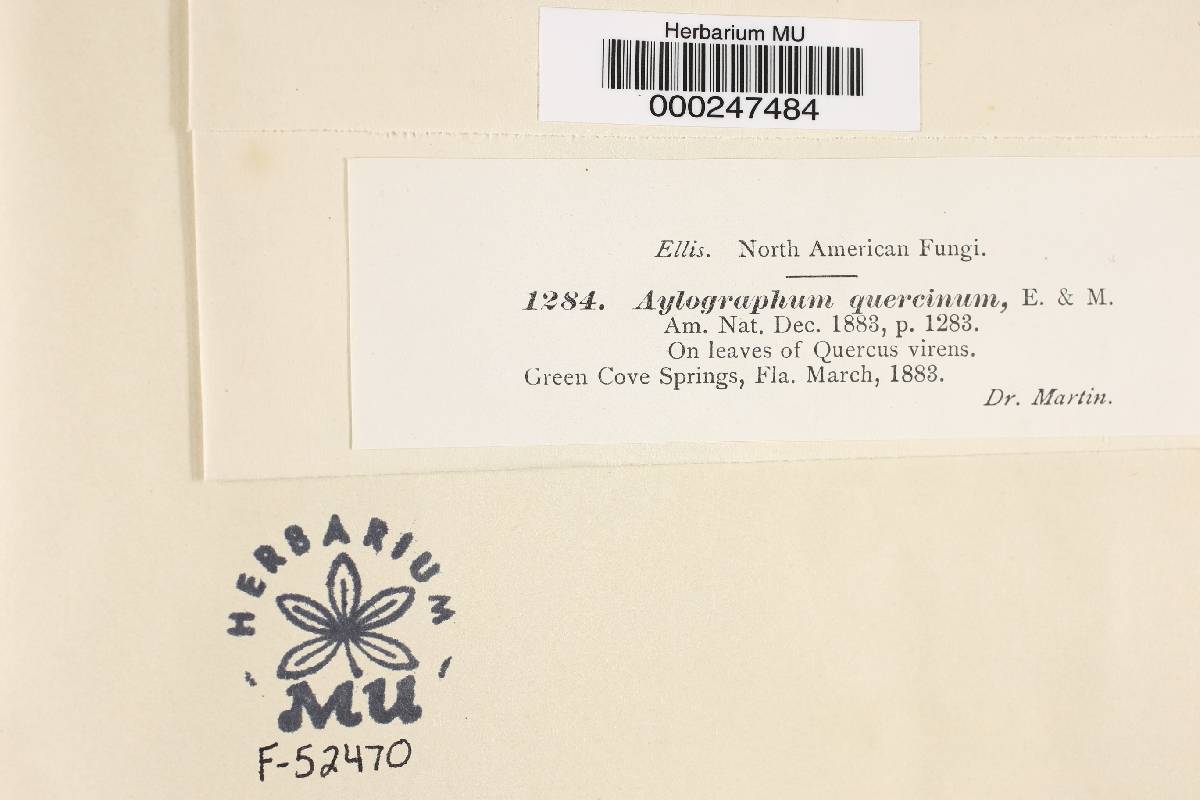 Herbarium MU
000247484
Ellis. North American Fungi.
1284. Aylographum quercinum, E. & M.
Am. Nat. Dec. 1883, p. 1283.
On leaves of Quercus virens.
Green Cove Springs, Fla. March, 1883.
Dr. Martin.
HERBARIUM
MU
F-52470